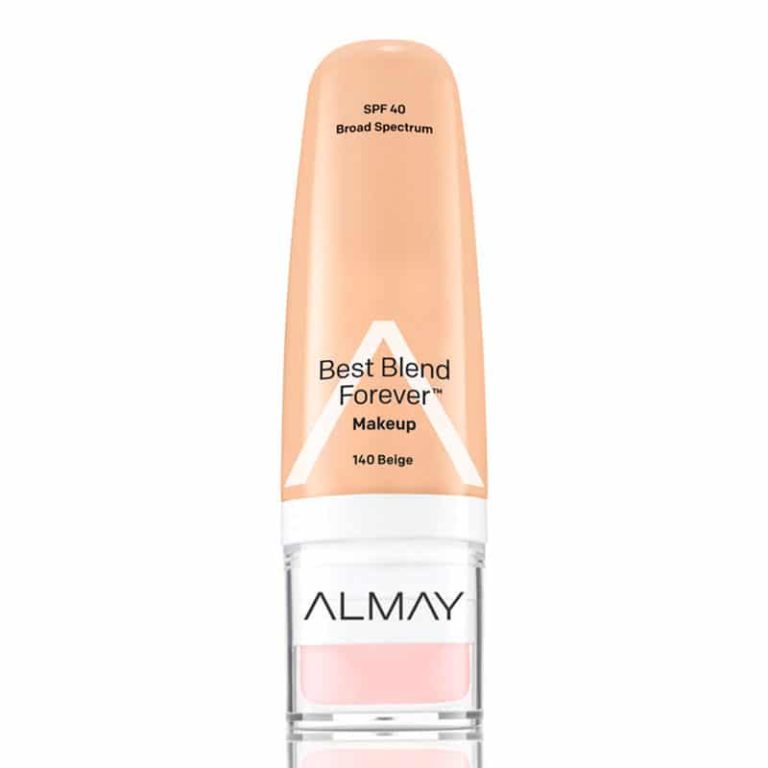 SPF 40
Broad Spectrum
Best Blend
Forever™
Makeup
140 Beige
ALMAY